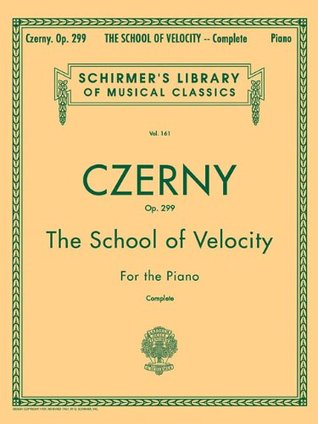 Czerny. Op. 299 THE SCHOOL OF VELOCITY -- Complete Piano
SCHIRMER'S LIBRARY
OF MUSICAL CLASSICS
Vol. 161
CZERNY
Op. 299
The School of Velocity
For the Piano
Complete